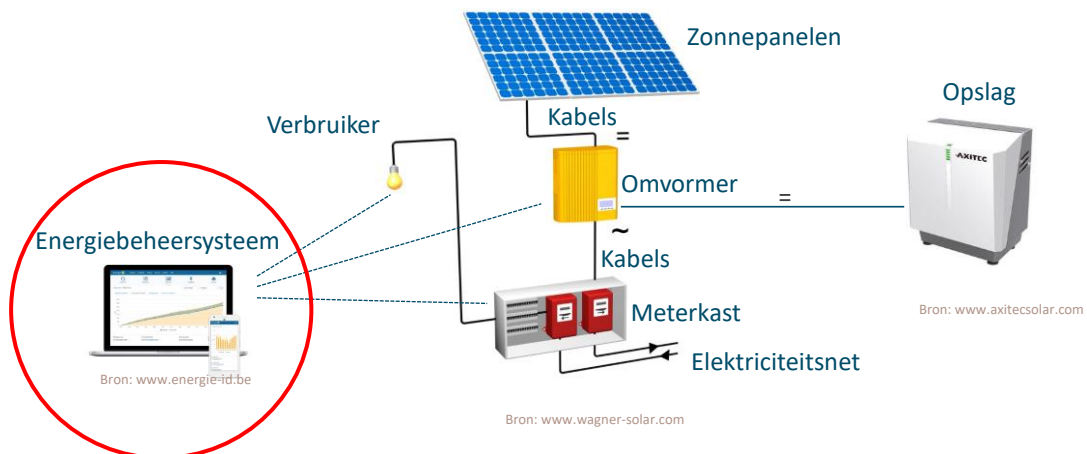 Zonnepanelen
Opslag
Kabels
=
Verbruiker
AXITEC
Omvormer
=
~
Energiebeheersysteem
Kabels
Meterkast
Bron: www.axitecsolar.com
Elektriciteitsnet
Bron: www.energie-id.be
Bron: www.wagner-solar.com